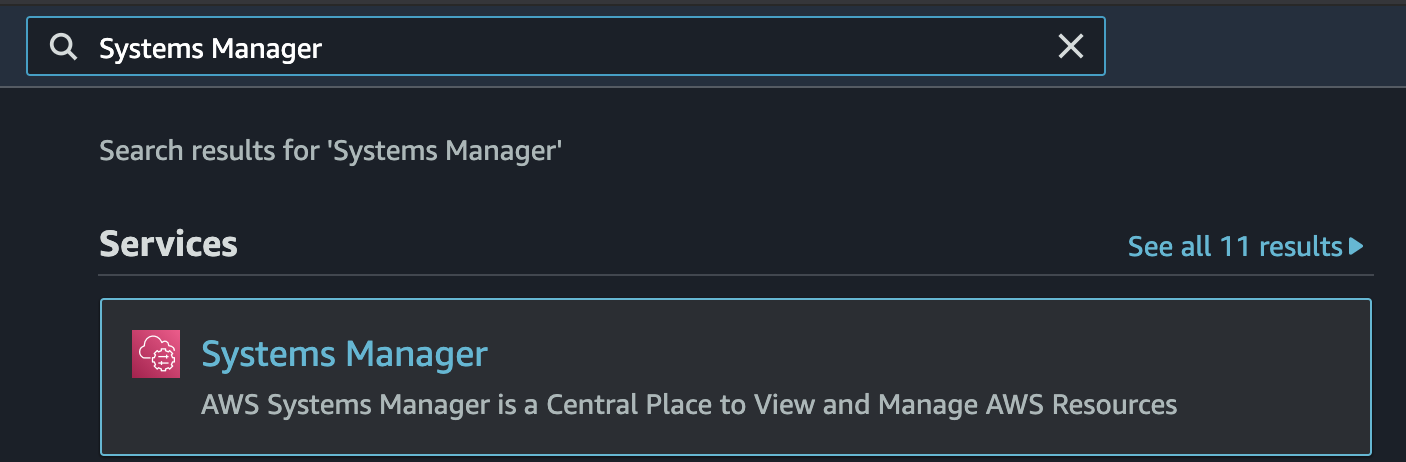 Systems Manager
Search results for 'Systems Manager'
Services
See all 11 results
Systems Manager
AWS Systems Manager is a Central Place to View and Manage AWS Resources